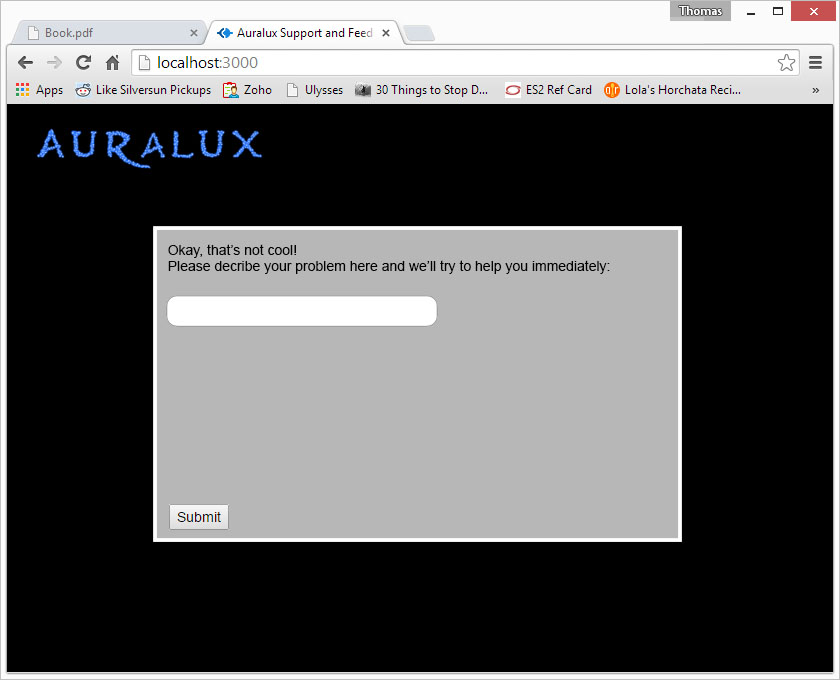 Thomas
Book.pdf
Auralux Support and Feed
localhost:3000
Apps
Like Silversun Pickups
Zoho
Ulysses
30 Things to Stop D...
ES2 Ref Card
Lola's Horchata Reci...
»
AURALUX
Okay, that’s not cool!
Please decribe your problem here and we’ll try to help you immediately:
Submit